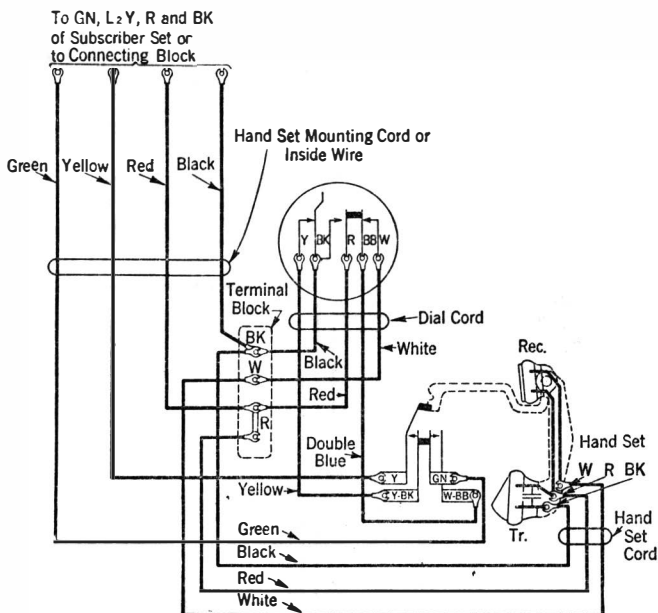 To GN, L2Y, R and BK
of Subscriber Set or
to Connecting Block
Hand Set Mounting Cord or
Inside Wire
Green
Yellow
Red
Black
Y
BK
R
BB
W
Terminal
Block
Dial Cord
BK
Black
White
W
Rec.
Red
R
Double
Blue
Hand Set
Y
GN
W R BK
Yellow
Y-BK
W-BB
Tr.
Green
Hand
Set
Cord
Black
Red
White